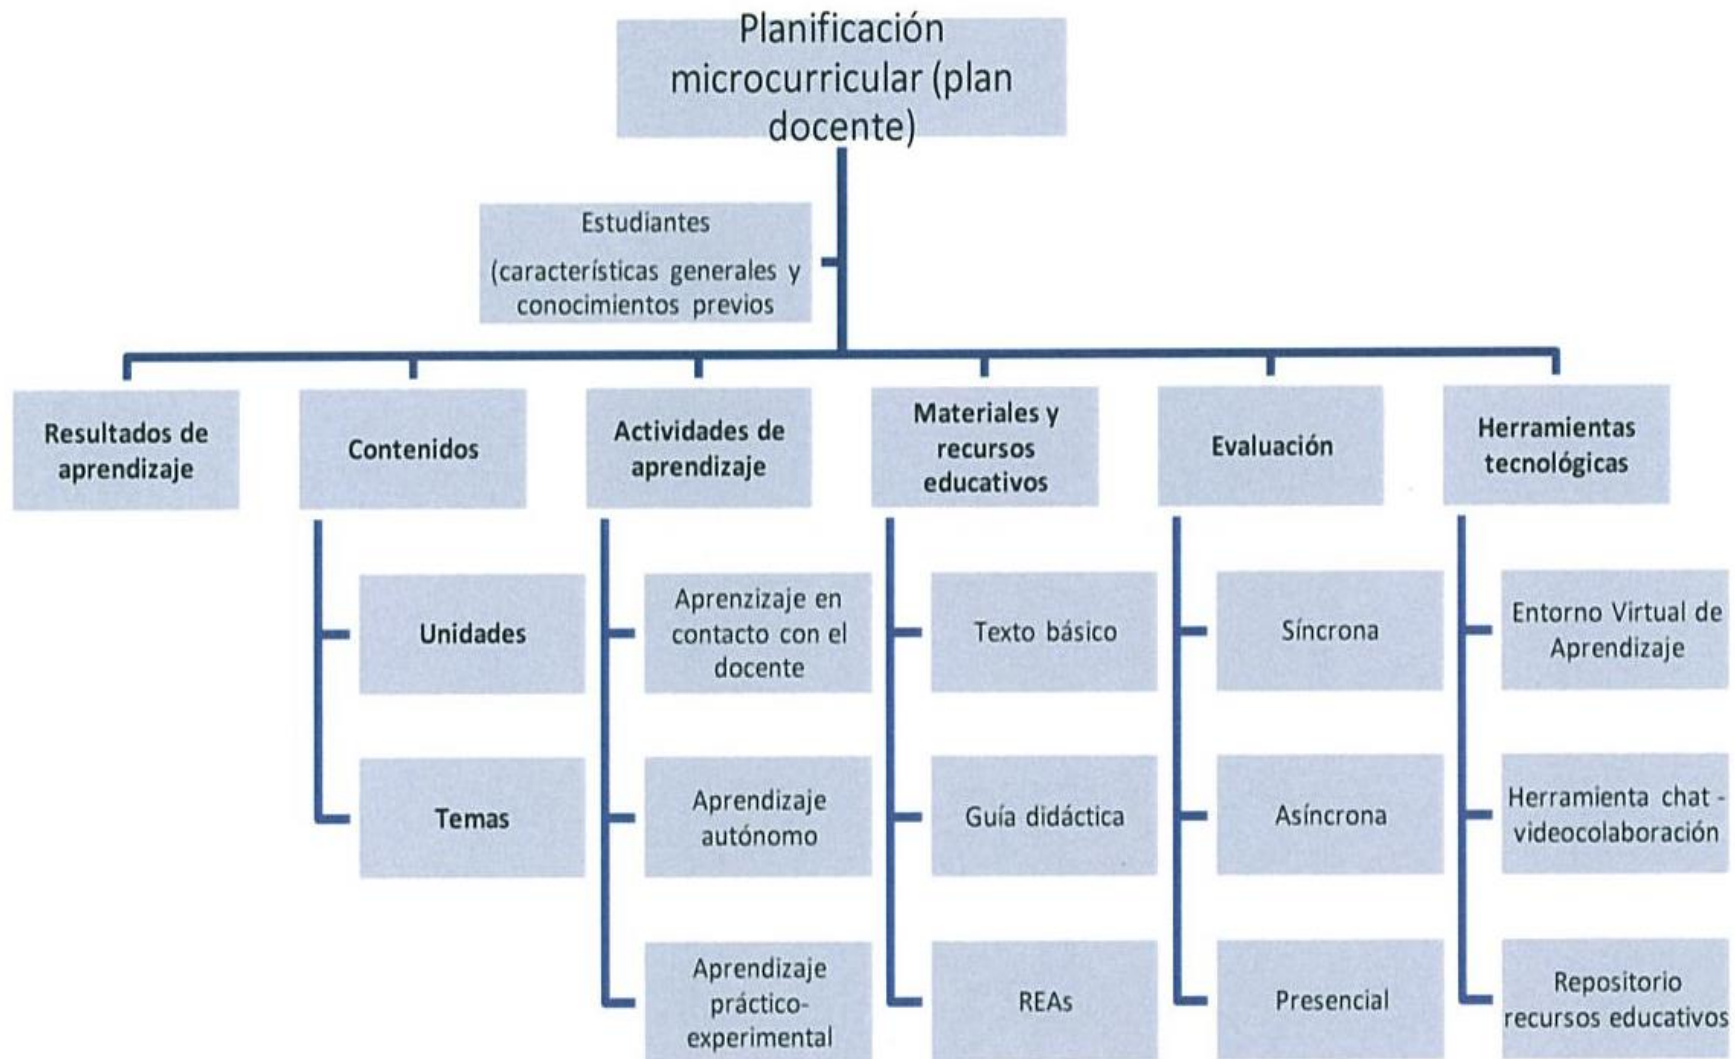 Planificación
microcurricular (plan
docente)
Estudiantes
(características generales y
conocimientos previos
Resultados de
aprendizaje
Contenidos
Actividades de
aprendizaje
Materiales y
recursos
educativos
Evaluación
Herramientas
tecnológicas
Unidades
Aprenzizaje en
contacto con el
docente
Texto básico
Síncrona
Entorno Virtual de
Aprendizaje
Temas
Aprendizaje
autónomo
Guía didáctica
Asíncrona
Herramienta chat -
videocolaboración
Aprendizaje
práctico-
experimental
REAs
Presencial
Repositorio
recursos educativos